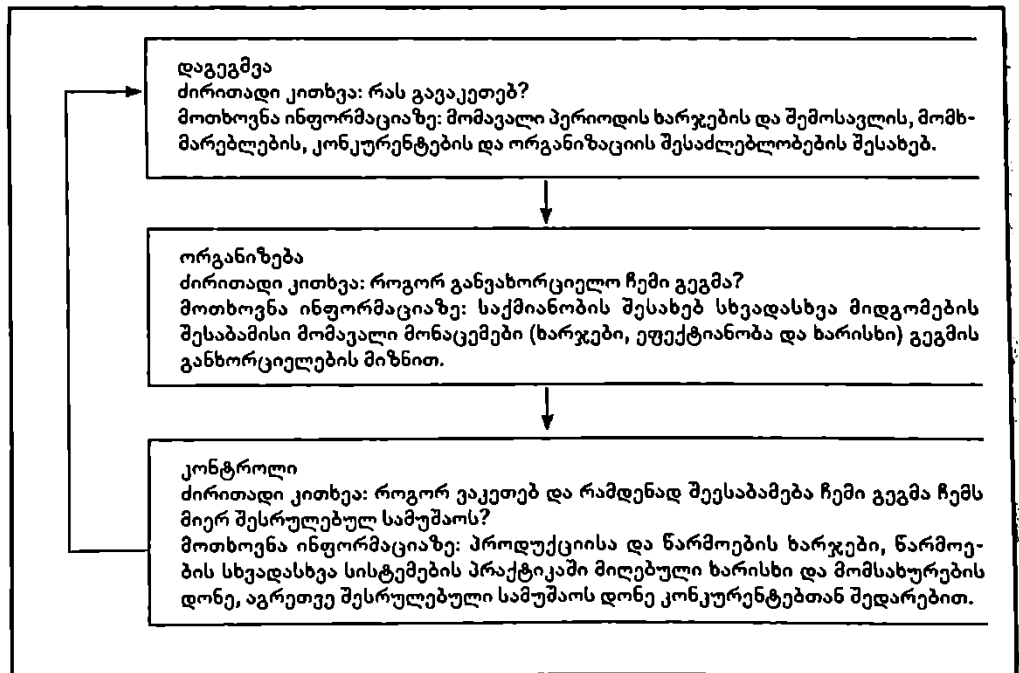 დაგეგმვა
ძირითადი კითხვა: რას გავაკეთებ?
მოთხოვნა ინფორმაციაზე: მომავალი პერიოდის ხარჯების და შემოსავლის, მომხ-
მარებლების, კონკურენტების და ორგანიზაციის შესაძლებლობების შესახებ.
ორგანიზება
ძირითადი კითხვა: როგორ განვახორციელო ჩემი გეგმა?
მოთხოვნა ინფორმაციაზე: საქმიანობის შესახებ სხვადასხვა მიდგომების
შესაბამისი მომავალი მონაცემები (ხარჯები, ეფექტიანობა და ხარისხი) გეგმის
განხორციელების მიზნით.
კონტროლი
ძირითადი კითხვა: როგორ ვაკეთებ და რამდენად შეესაბამება ჩემი გეგმა ჩემს
მიერ შესრულებულ სამუშაოს?
მოთხოვნა ინფორმაციაზე: პროდუქციისა და წარმოების ხარჯები, წარმოე-
ბის სხვადასხვა სისტემების პრაქტიკაში მიღებული ხარისხი და მომსახურების
დონე, აგრეთვე შესრულებული სამუშაოს დონე კონკურენტებთან შედარებით.